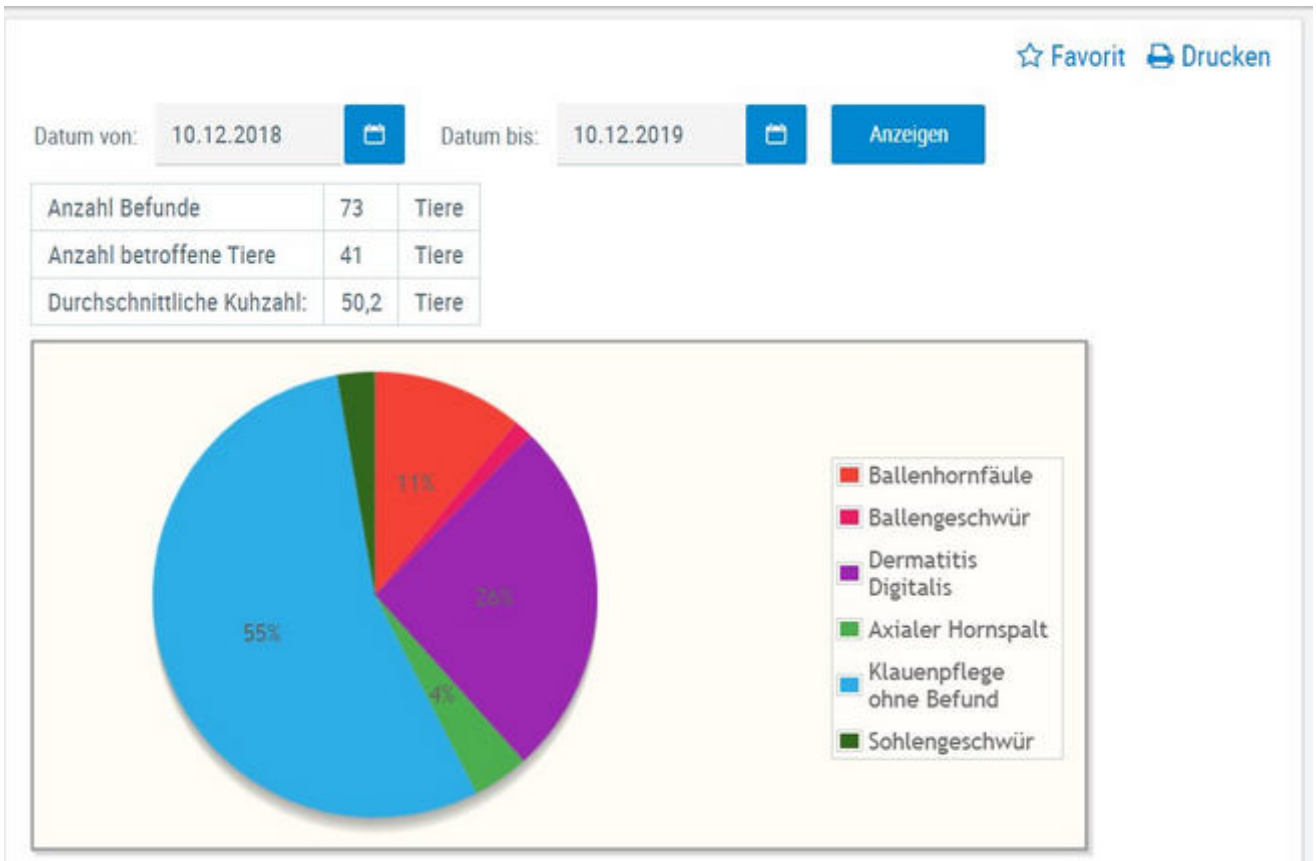 Favorit Drucken
Datum von: 10.12.2018 Datum bis: 10.12.2019 Anzeigen
Anzahl Befunde 73 Tiere
Anzahl betroffene Tiere 41 Tiere
Durchschnittliche Kuhzahl: 50,2 Tiere
11%
26%
55%
4%
Ballenhornfäule
Ballengeschwür
Dermatitis
Digitalis
Axialer Hornspalt
Klauenpflege
ohne Befund
Sohlengeschwür